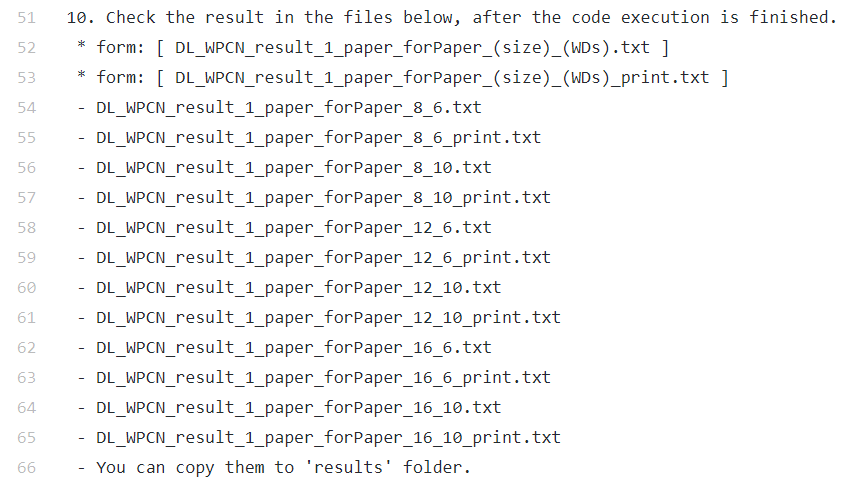 51 10. Check the result in the files below, after the code execution is finished.
52 * form: [ DL_WPCN_result_1_paper_forPaper_(size)_(WDs).txt ]
53 * form: [ DL_WPCN_result_1_paper_forPaper_(size)_(WDs)_print.txt ]
54 - DL_WPCN_result_1_paper_forPaper_8_6.txt
55 - DL_WPCN_result_1_paper_forPaper_8_6_print.txt
56 - DL_WPCN_result_1_paper_forPaper_8_10.txt
57 - DL_WPCN_result_1_paper_forPaper_8_10_print.txt
58 - DL_WPCN_result_1_paper_forPaper_12_6.txt
59 - DL_WPCN_result_1_paper_forPaper_12_6_print.txt
60 - DL_WPCN_result_1_paper_forPaper_12_10.txt
61 - DL_WPCN_result_1_paper_forPaper_12_10_print.txt
62 - DL_WPCN_result_1_paper_forPaper_16_6.txt
63 - DL_WPCN_result_1_paper_forPaper_16_6_print.txt
64 - DL_WPCN_result_1_paper_forPaper_16_10.txt
65 - DL_WPCN_result_1_paper_forPaper_16_10_print.txt
66 - You can copy them to 'results' folder.